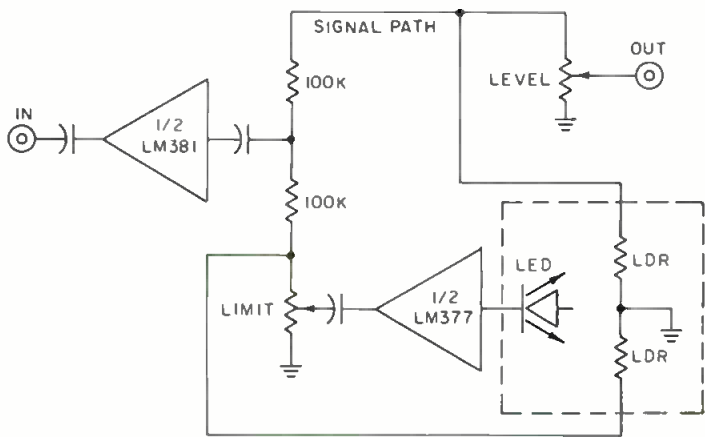 SIGNAL PATH
OUT
100K
LEVEL
IN
1/2
LM381
100K
LED
LDR
LIMIT
1/2
LM377
LDR